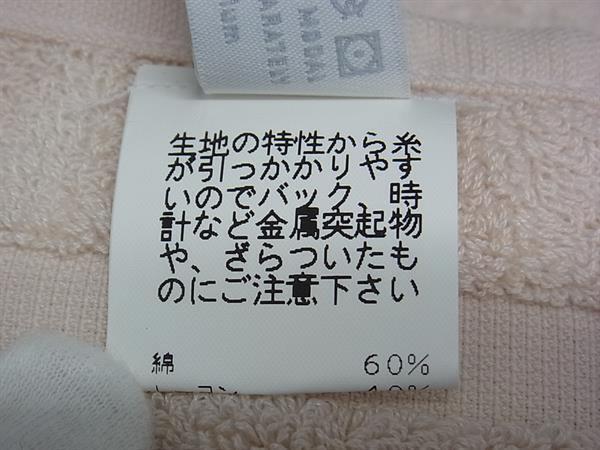 生地の特性から糸
が引っかかりやす
いのでバック、時
計など金属突起物
や、ざらついたも
のにご注意下さい
綿 60%